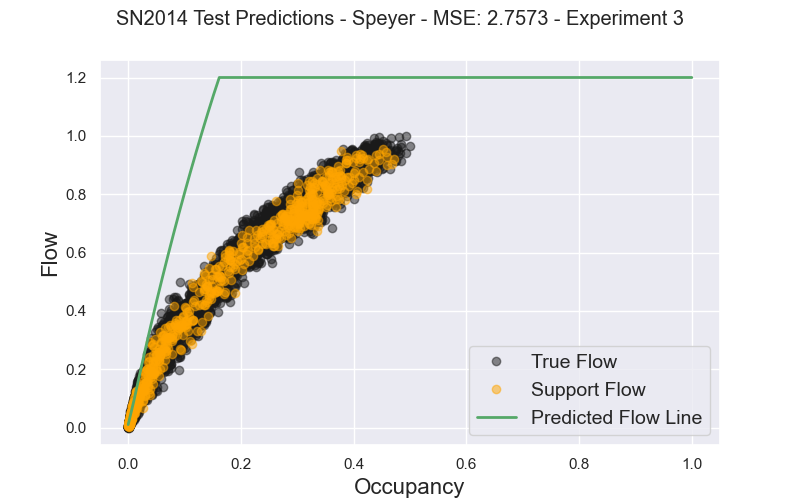 SN2014 Test Predictions - Speyer - MSE: 2.7573 - Experiment 3
1.2
1.0
0.8
0.6
0.4
0.2
0.0
Flow
True Flow
Support Flow
Predicted Flow Line
0.0 0.2 0.4 0.6 0.8 1.0
Occupancy